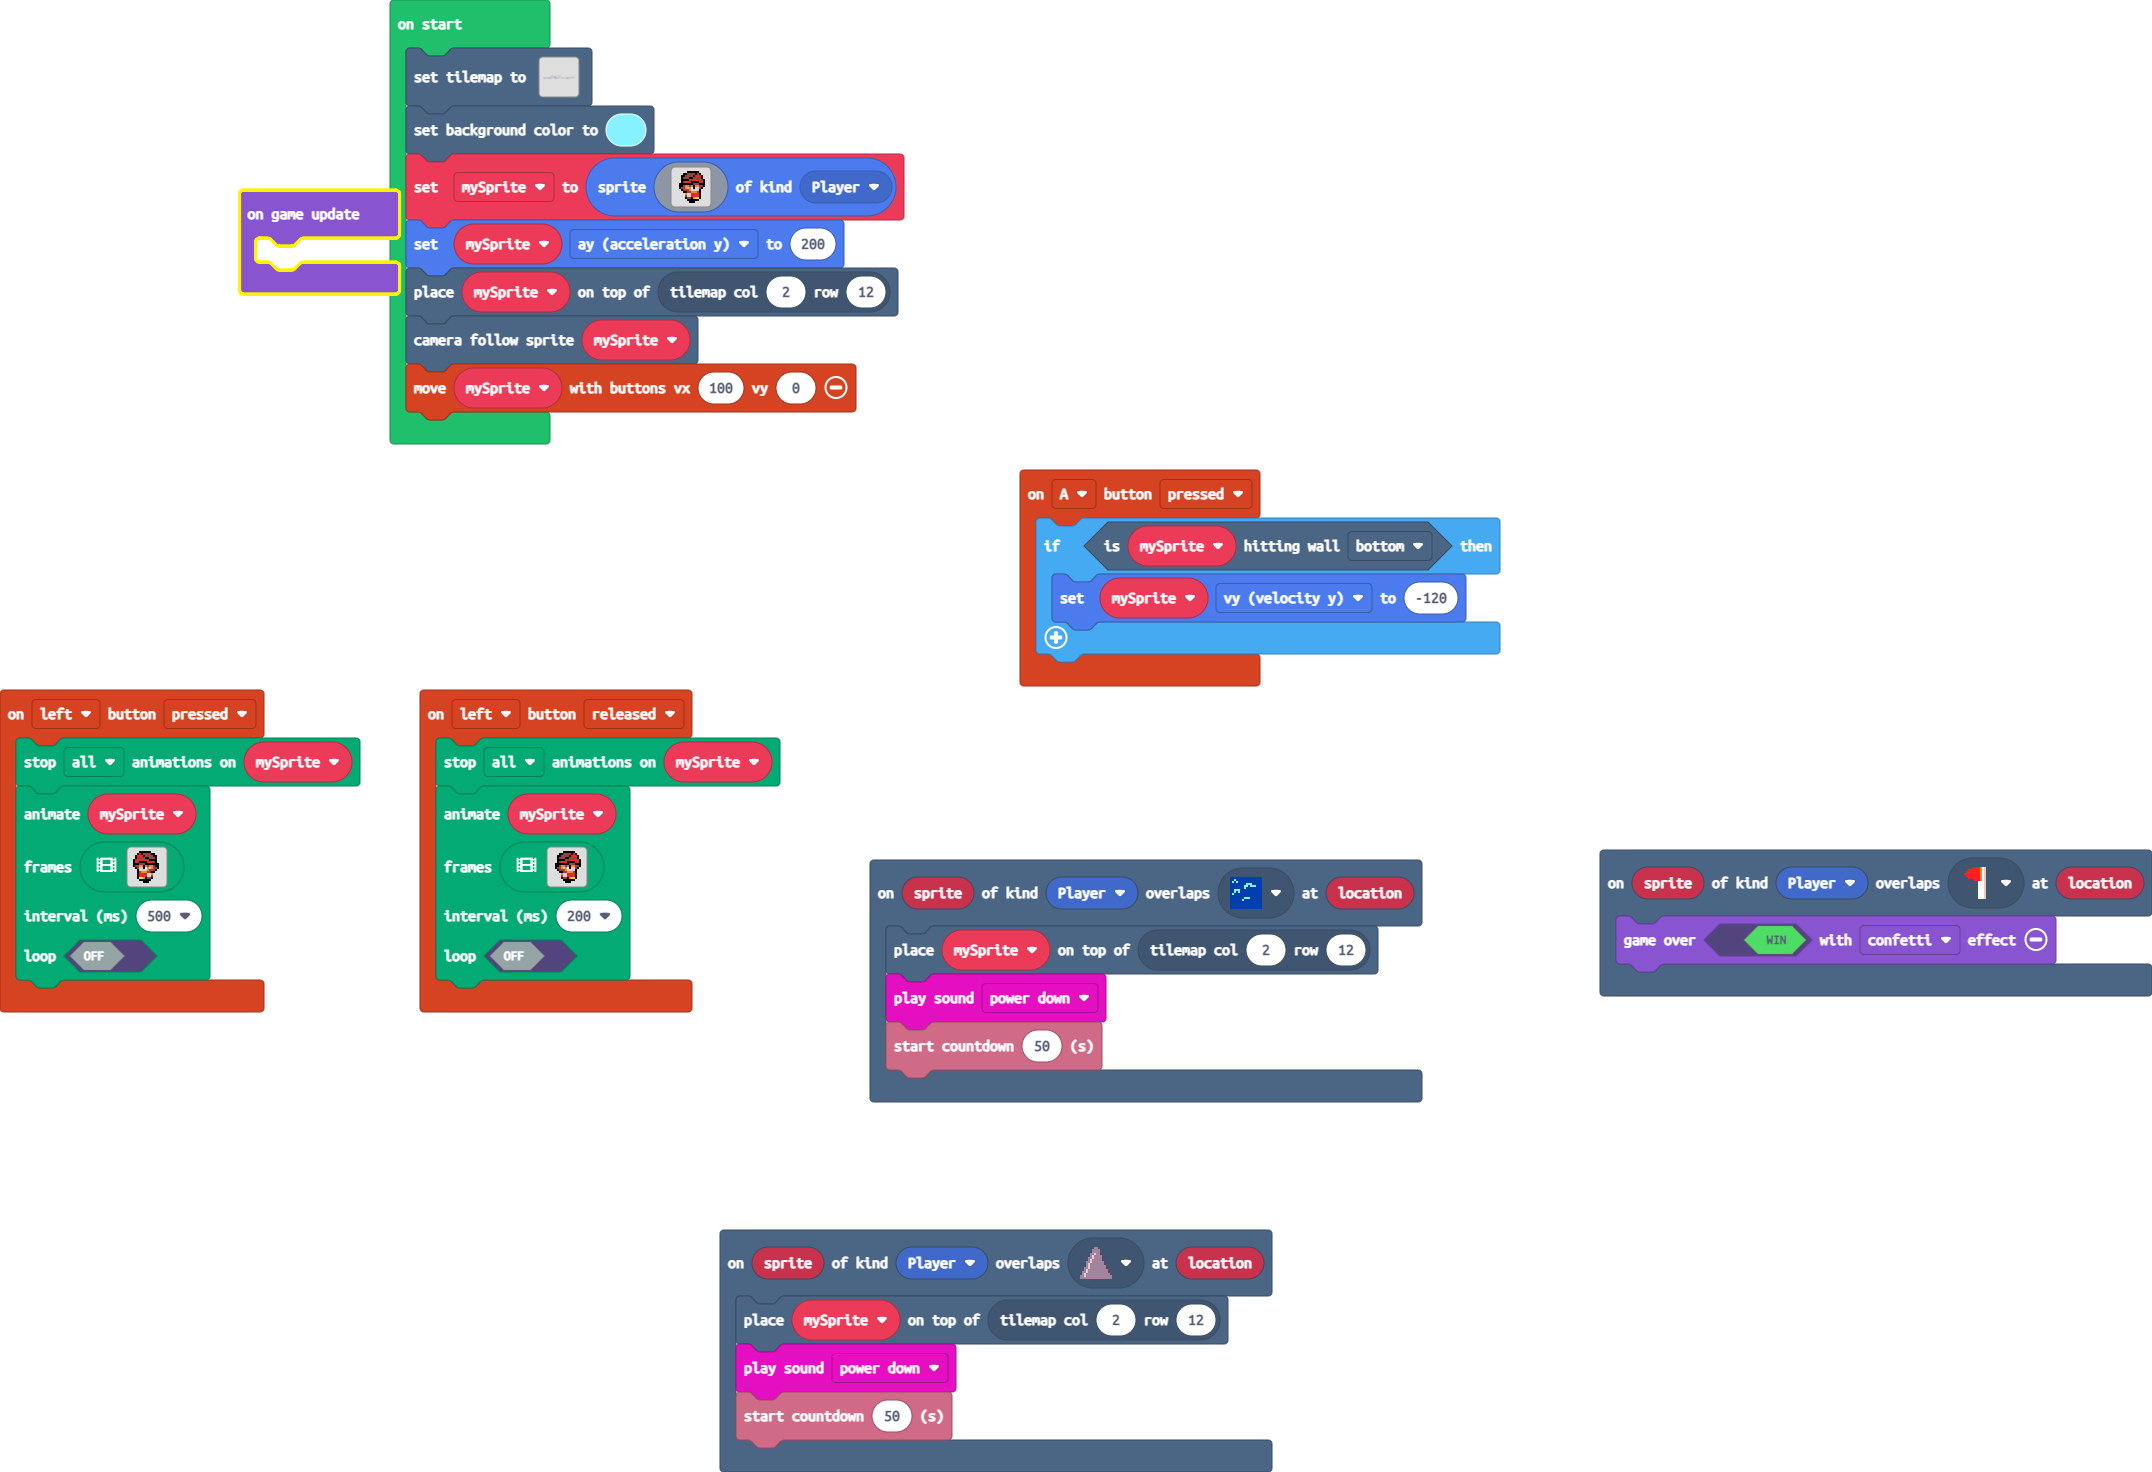 on start
set tilemap to
set background color to
set mySprite to sprite of kind Player
on game update
set mySprite ay (acceleration y) to 200
place mySprite on top of tilemap col 2 row 12
camera follow sprite mySprite
move mySprite with buttons vx 100 vy 0
on A button pressed
if is mySprite hitting wall bottom then
set mySprite vy (velocity y) to -120
on left button pressed
stop all animations on mySprite
animate mySprite
frames
interval (ms) 500
loop OFF
on left button released
stop all animations on mySprite
animate mySprite
frames
interval (ms) 200
loop OFF
on sprite of kind Player overlaps at location
place mySprite on top of tilemap col 2 row 12
play sound power down
start countdown 50 (s)
on sprite of kind Player overlaps at location
game over WIN with confetti effect
on sprite of kind Player overlaps at location
place mySprite on top of tilemap col 2 row 12
play sound power down
start countdown 50 (s)